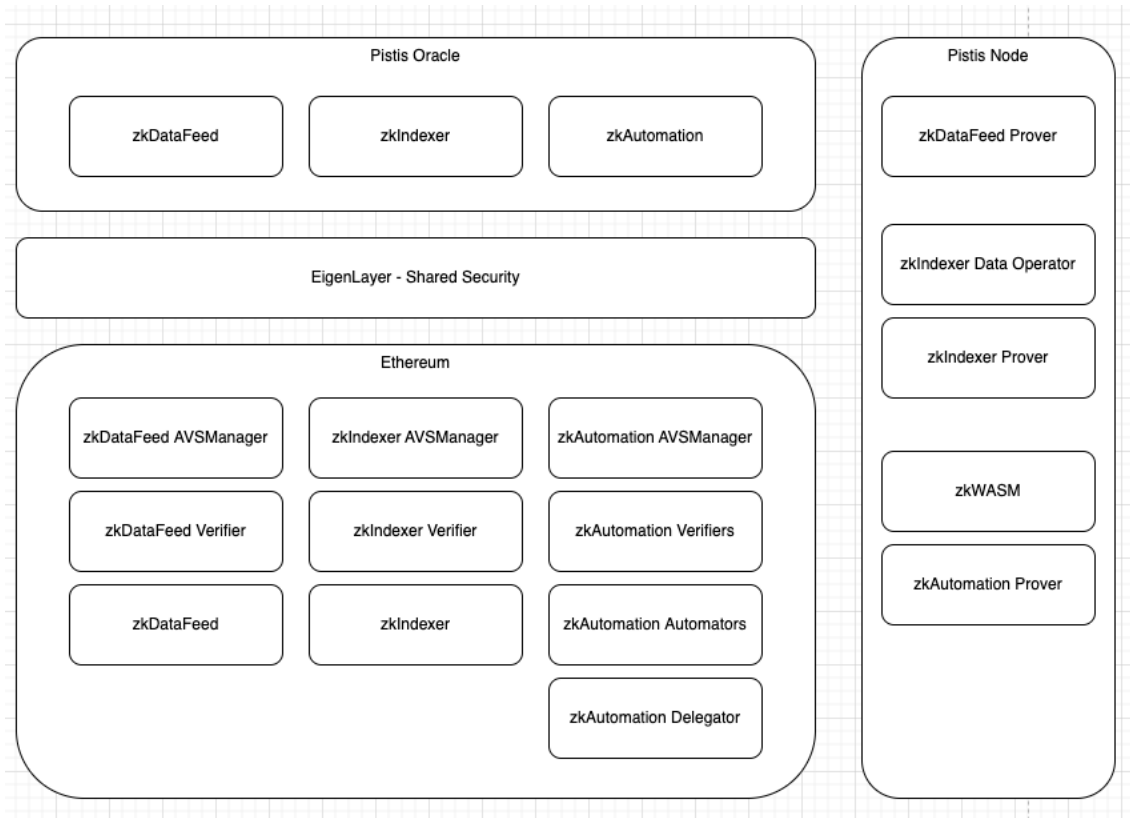 Pistis Oracle
zkDataFeed
zkIndexer
zkAutomation
EigenLayer - Shared Security
Ethereum
zkDataFeed AVSManager
zkIndexer AVSManager
zkAutomation AVSManager
zkDataFeed Verifier
zkIndexer Verifier
zkAutomation Verifiers
zkDataFeed
zkIndexer
zkAutomation Automators
zkAutomation Delegator
Pistis Node
zkDataFeed Prover
zkIndexer Data Operator
zkIndexer Prover
zkWASM
zkAutomation Prover